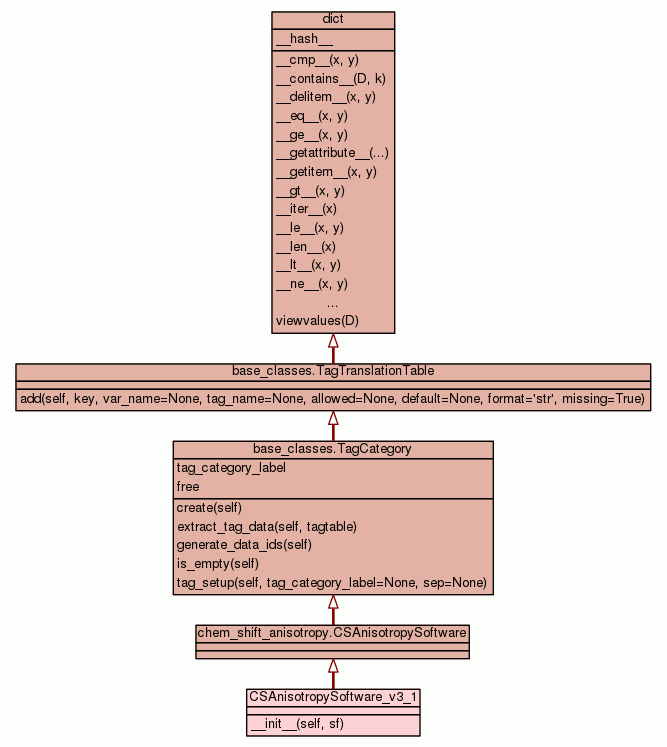 dict
__hash__
__cmp__(x, y)
__contains__(D, k)
__delitem__(x, y)
__eq__(x, y)
__ge__(x, y)
__getattribute__(...)
__getitem__(x, y)
__gt__(x, y)
__iter__(x)
__le__(x, y)
__len__(x)
__lt__(x, y)
__ne__(x, y)
...
viewvalues(D)
base_classes.TagTranslationTable
add(self, key, var_name=None, tag_name=None, allowed=None, default=None, format='str', missing=True)
base_classes.TagCategory
tag_category_label
free
create(self)
extract_tag_data(self, tagtable)
generate_data_ids(self)
is_empty(self)
tag_setup(self, tag_category_label=None, sep=None)
chem_shift_anisotropy.CSAnisotropySoftware
CSAnisotropySoftware_v3_1
__init__(self, sf)